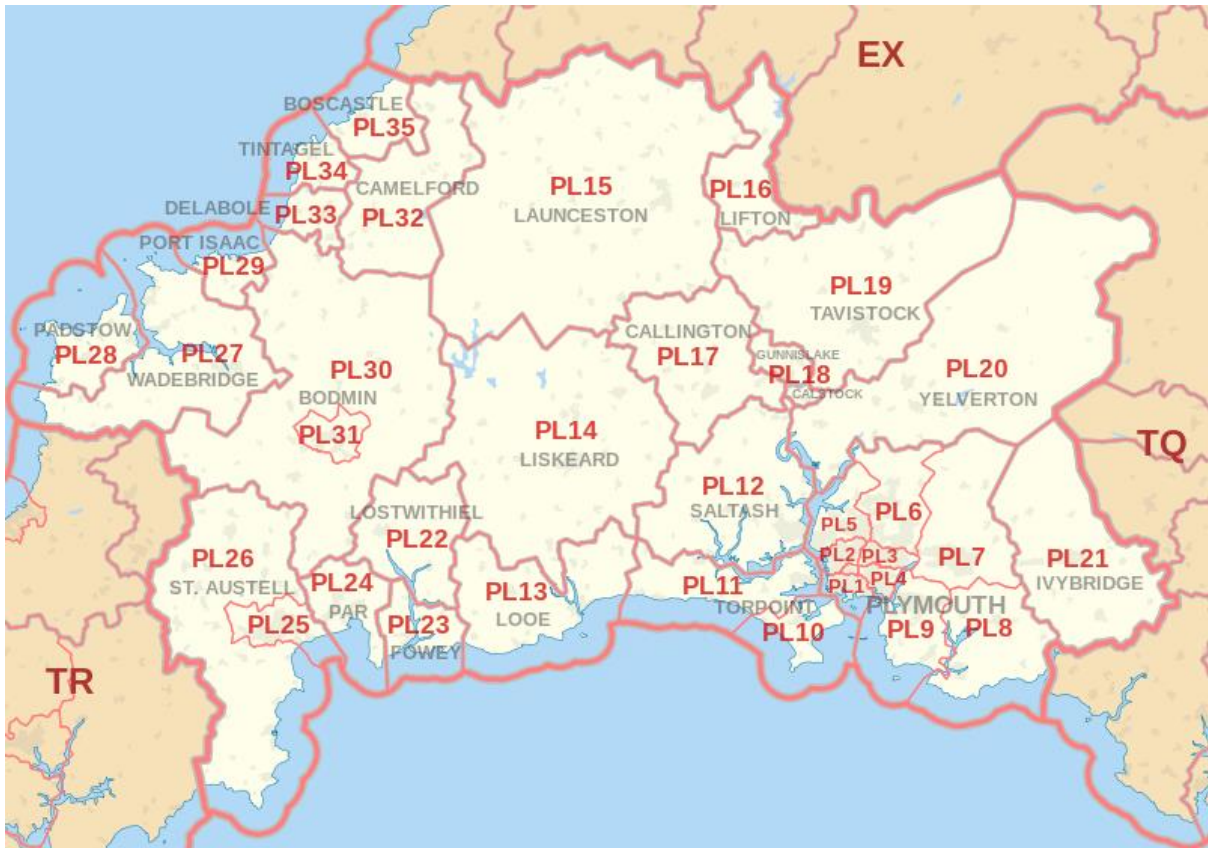 EX
BOSCASTLE
PL35
TINTAGEL
PL34
CAMELFORD
PL32
PL15
LAUNCESTON
PL16
LIFTON
DELABOLE
PL33
PORT ISAAC
PL29
PL19
TAVISTOCK
PADSTOW
PL28
PL27
WADEBRIDGE
PL30
BODMIN
PL31
CALLINGTON
PL17
GUNNISLAKE
PL18
CALSTOCK
PL20
YELVERTON
PL14
LISKEARD
TQ
PL12
SALTASH
LOSTWITHIEL
PL22
PL5
PL6
PL2
PL3
PL1
PL4
PL7
PL21
IVYBRIDGE
PL26
ST. AUSTELL
PL25
PL24
PAR
PL23
FOWEY
PL13
LOOE
PL11
TORPOINT
PL10
PLYMOUTH
PL9
PL8
TR